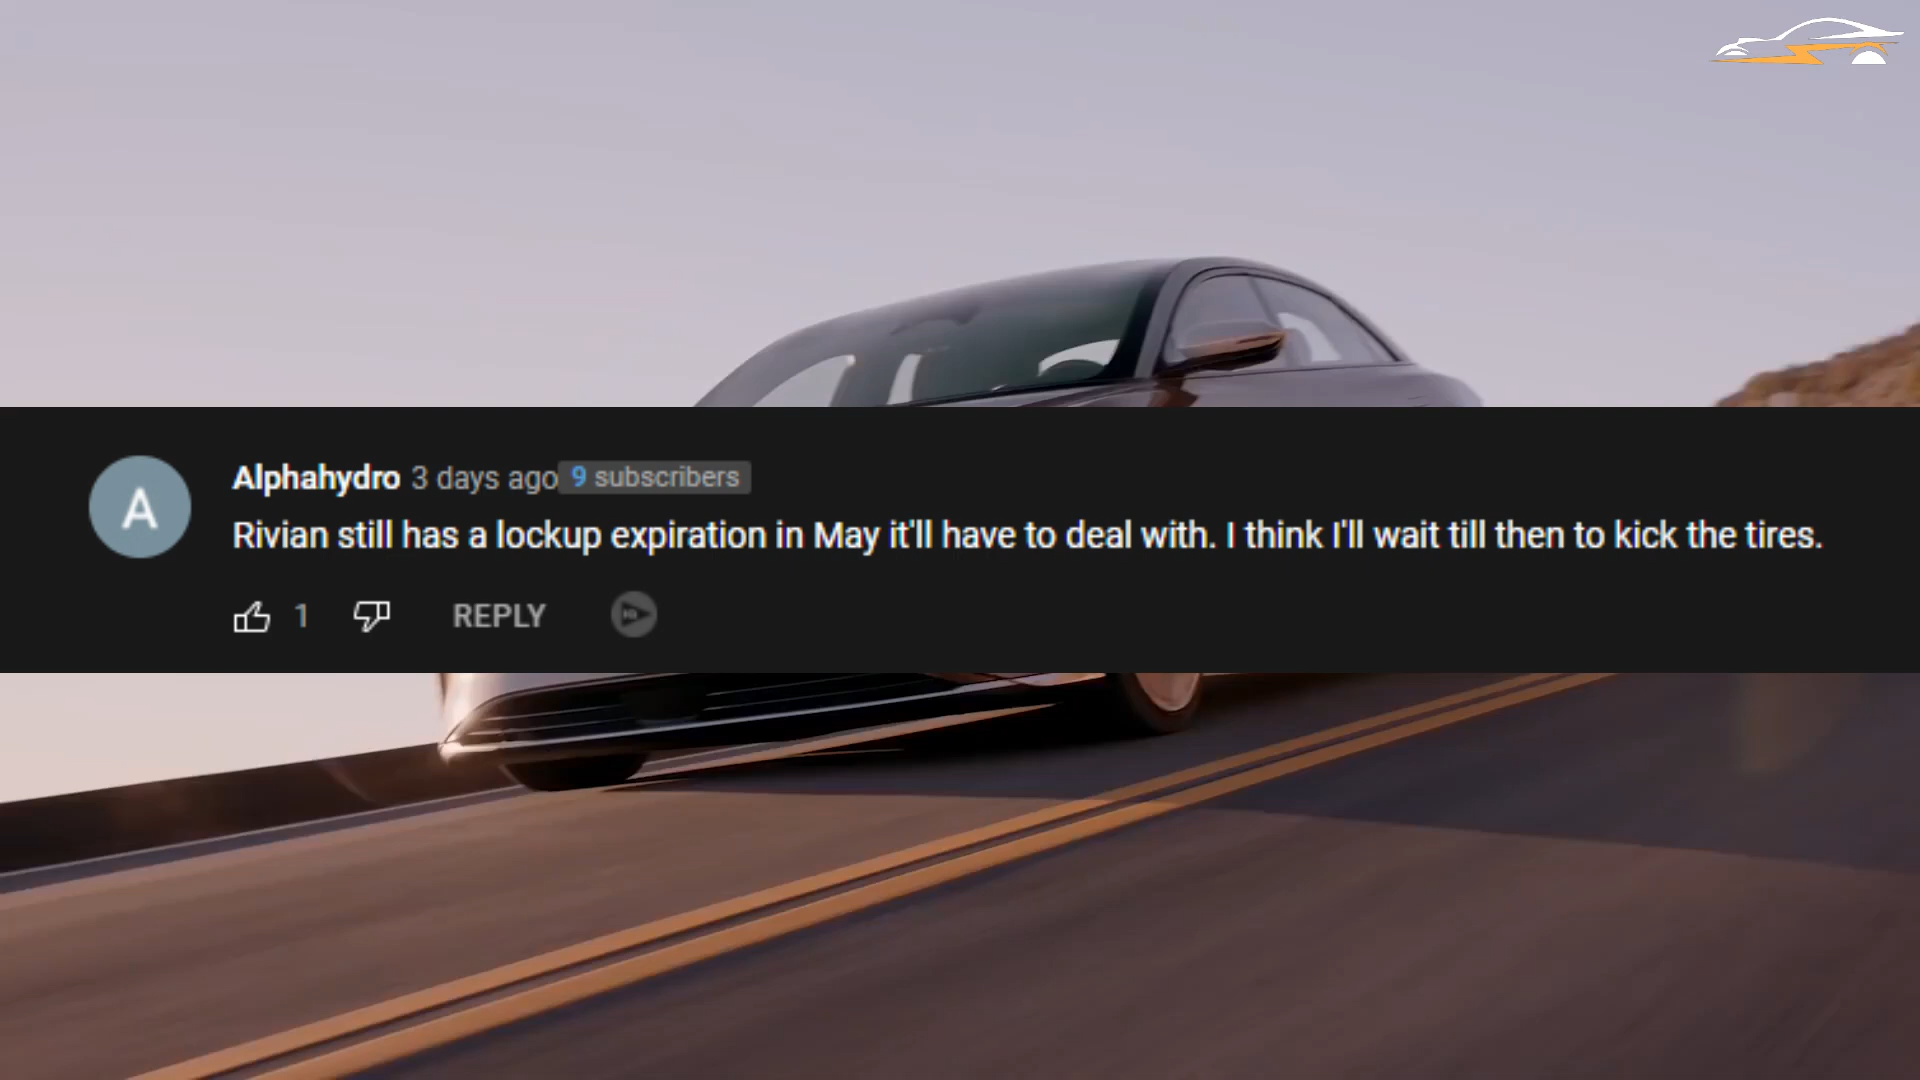 A
Alphahydro 3 days ago 9 subscribers
Rivian still has a lockup expiration in May it'll have to deal with. I think I'll wait till then to kick the tires.
1 REPLY